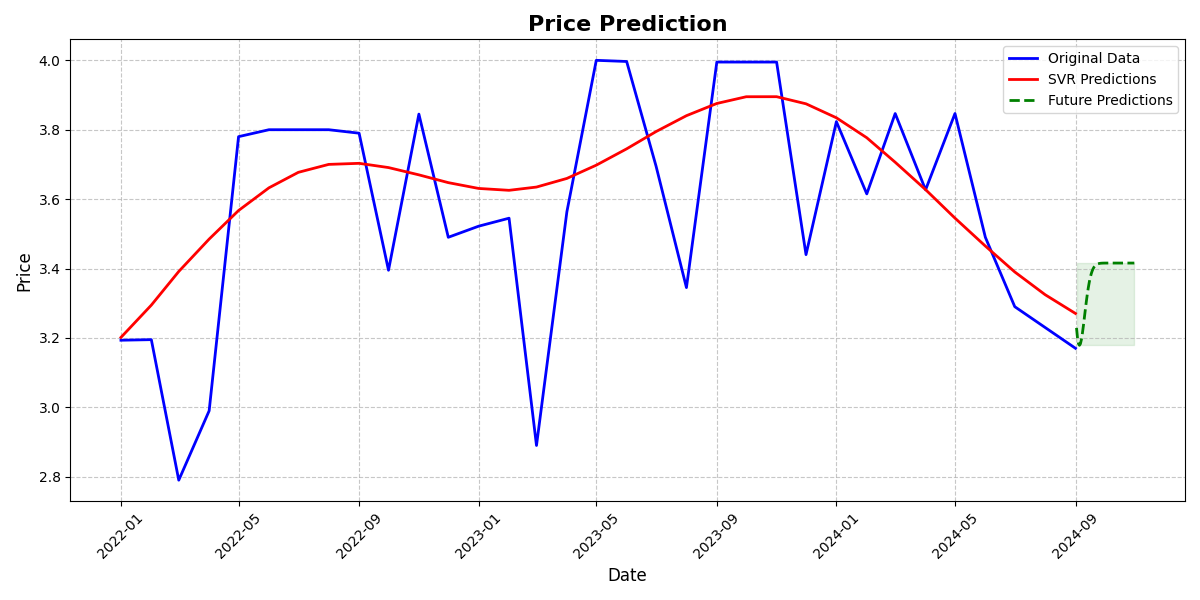 Price Prediction
Original Data
SVR Predictions
Future Predictions
Price
4.0
3.8
3.6
3.4
3.2
3.0
2.8
2022-01
2022-05
2022-09
2023-01
2023-05
2023-09
2024-01
2024-05
2024-09
Date